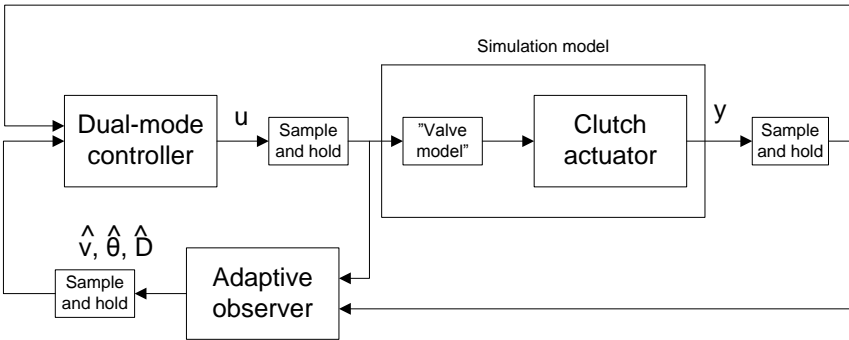 Simulation model
Dual-mode
controller
u
Sample
and hold
"Valve
model"
Clutch
actuator
y
Sample
and hold
v̂, θ̂, D̂
Sample
and hold
Adaptive
observer